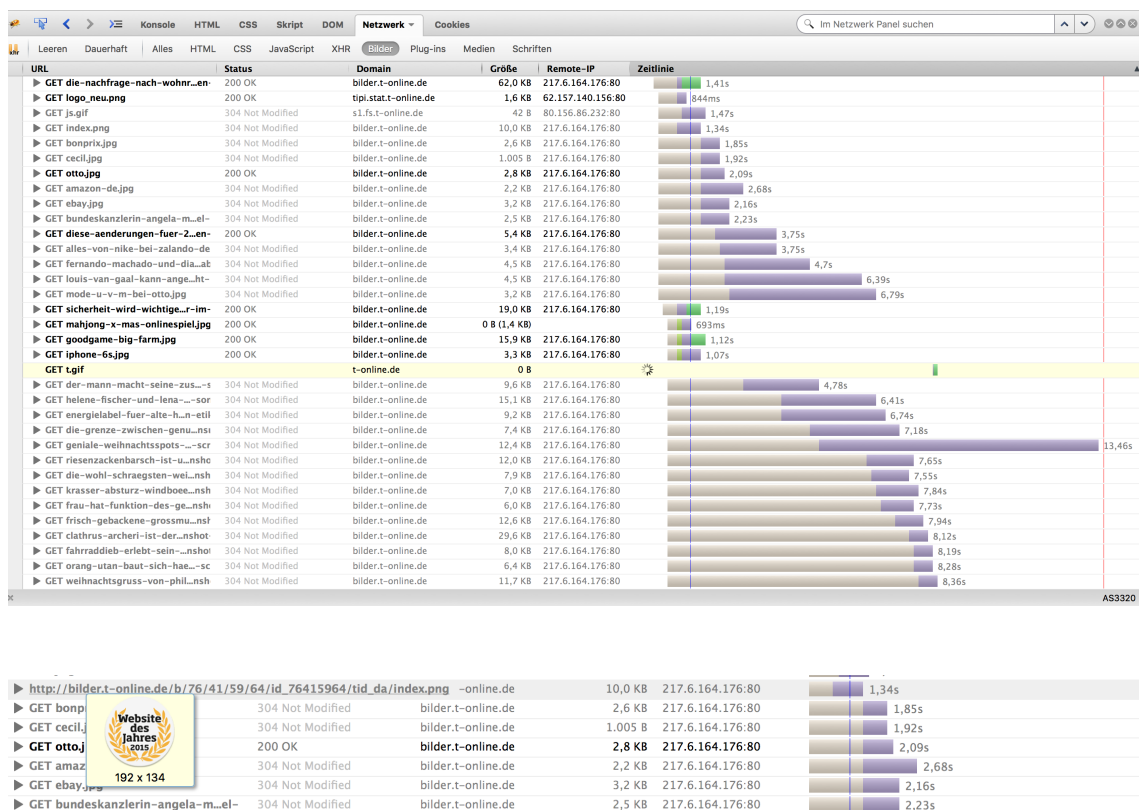 Konsole HTML CSS Skript DOM Netzwerk Cookies Im Netzwerk Panel suchen
Leeren Dauerhaft Alles HTML CSS JavaScript XHR Bilder Plug-ins Medien Schriften
URL Status Domain Größe Remote-IP Zeitlinie
GET die-nachfrage-nach-wohnr...en- 200 OK bilder.t-online.de 62,0 KB 217.6.164.176:80 1,41s
GET logo_neu.png 200 OK tipi.stat.t-online.de 1,6 KB 62.157.140.156:80 844ms
GET js.gif 304 Not Modified s1.fs.t-online.de 42 B 80.156.86.232:80 1,47s
GET index.png 304 Not Modified bilder.t-online.de 10,0 KB 217.6.164.176:80 1,34s
GET bonprix.jpg 304 Not Modified bilder.t-online.de 2,6 KB 217.6.164.176:80 1,85s
GET cecil.jpg 304 Not Modified bilder.t-online.de 1.005 B 217.6.164.176:80 1,92s
GET otto.jpg 200 OK bilder.t-online.de 2,8 KB 217.6.164.176:80 2,09s
GET amazon-de.jpg 304 Not Modified bilder.t-online.de 2,2 KB 217.6.164.176:80 2,68s
GET ebay.jpg 304 Not Modified bilder.t-online.de 3,2 KB 217.6.164.176:80 2,16s
GET bundeskanzlerin-angela-m...el- 304 Not Modified bilder.t-online.de 2,5 KB 217.6.164.176:80 2,23s
GET diese-aenderungen-fuer-2...en- 200 OK bilder.t-online.de 5,4 KB 217.6.164.176:80 3,75s
GET alles-von-nike-bei-zalando-de 304 Not Modified bilder.t-online.de 3,4 KB 217.6.164.176:80 3,75s
GET fernando-machado-und-dia...at 304 Not Modified bilder.t-online.de 4,5 KB 217.6.164.176:80 4,7s
GET louis-van-gaal-kann-ange...ht- 304 Not Modified bilder.t-online.de 4,5 KB 217.6.164.176:80 6,39s
GET mode-u-v-m-bei-otto.jpg 304 Not Modified bilder.t-online.de 3,2 KB 217.6.164.176:80 6,79s
GET sicherheit-wird-wichtige...r-im- 200 OK bilder.t-online.de 19,0 KB 217.6.164.176:80 1,19s
GET mahjong-x-mas-onlinespiel.jpg 200 OK bilder.t-online.de 0 B (1,4 KB) 693ms
GET goodgame-big-farm.jpg 200 OK bilder.t-online.de 15,9 KB 217.6.164.176:80 1,12s
GET iphone-6s.jpg 200 OK bilder.t-online.de 3,3 KB 217.6.164.176:80 1,07s
GET t.gif t-online.de 0 B
GET der-mann-macht-seine-zus...-s 304 Not Modified bilder.t-online.de 9,6 KB 217.6.164.176:80 4,78s
GET helene-fischer-und-lena-...-sor 304 Not Modified bilder.t-online.de 15,1 KB 217.6.164.176:80 6,41s
GET energielabel-fuer-alte-h...n-etil 304 Not Modified bilder.t-online.de 9,2 KB 217.6.164.176:80 6,74s
GET die-grenze-zwischen-genu...nsı 304 Not Modified bilder.t-online.de 7,4 KB 217.6.164.176:80 7,18s
GET geniale-weihnachtsspots-...-scr 304 Not Modified bilder.t-online.de 12,4 KB 217.6.164.176:80 13,46s
GET riesenzackenbarsch-ist-u...nsho 304 Not Modified bilder.t-online.de 12,0 KB 217.6.164.176:80 7,65s
GET die-wohl-schraegsten-wei...nsh 304 Not Modified bilder.t-online.de 7,9 KB 217.6.164.176:80 7,55s
GET krasser-absturz-windboee...nsh 304 Not Modified bilder.t-online.de 7,0 KB 217.6.164.176:80 7,84s
GET frau-hat-funktion-des-ge...nsho 304 Not Modified bilder.t-online.de 6,0 KB 217.6.164.176:80 7,73s
GET frisch-gebackene-grossmu...nsh 304 Not Modified bilder.t-online.de 12,6 KB 217.6.164.176:80 7,94s
GET clathrus-archeri-ist-der...nshot 304 Not Modified bilder.t-online.de 29,6 KB 217.6.164.176:80 8,12s
GET fahrraddieb-erlebt-sein-...nshot 304 Not Modified bilder.t-online.de 8,0 KB 217.6.164.176:80 8,19s
GET orang-utan-baut-sich-hae...-sc 304 Not Modified bilder.t-online.de 6,4 KB 217.6.164.176:80 8,28s
GET weihnachtsgruss-von-phil...nsh 304 Not Modified bilder.t-online.de 11,7 KB 217.6.164.176:80 8,36s
AS3320
http://bilder.t-online.de/b/76/41/59/64/id_76415964/tid_da/index.png -online.de 10,0 KB 217.6.164.176:80 1,34s
GET bonp 304 Not Modified bilder.t-online.de 2,6 KB 217.6.164.176:80 1,85s
GET cecil.j 304 Not Modified bilder.t-online.de 1.005 B 217.6.164.176:80 1,92s
GET otto.j 200 OK bilder.t-online.de 2,8 KB 217.6.164.176:80 2,09s
GET amaz 304 Not Modified bilder.t-online.de 2,2 KB 217.6.164.176:80 2,68s
GET ebay.jpg 304 Not Modified bilder.t-online.de 3,2 KB 217.6.164.176:80 2,16s
GET bundeskanzlerin-angela-m...el- 304 Not Modified bilder.t-online.de 2,5 KB 217.6.164.176:80 2,23s
Website
des
Jahres
2015
192 x 134